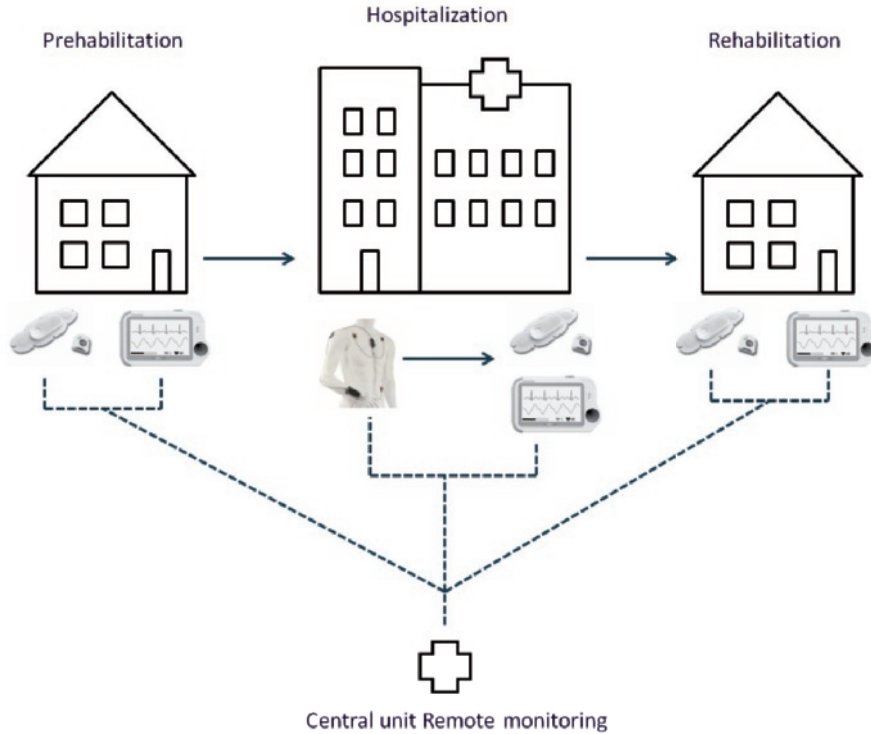 Hospitalization
Prehabilitation
Rehabilitation
Central unit Remote monitoring